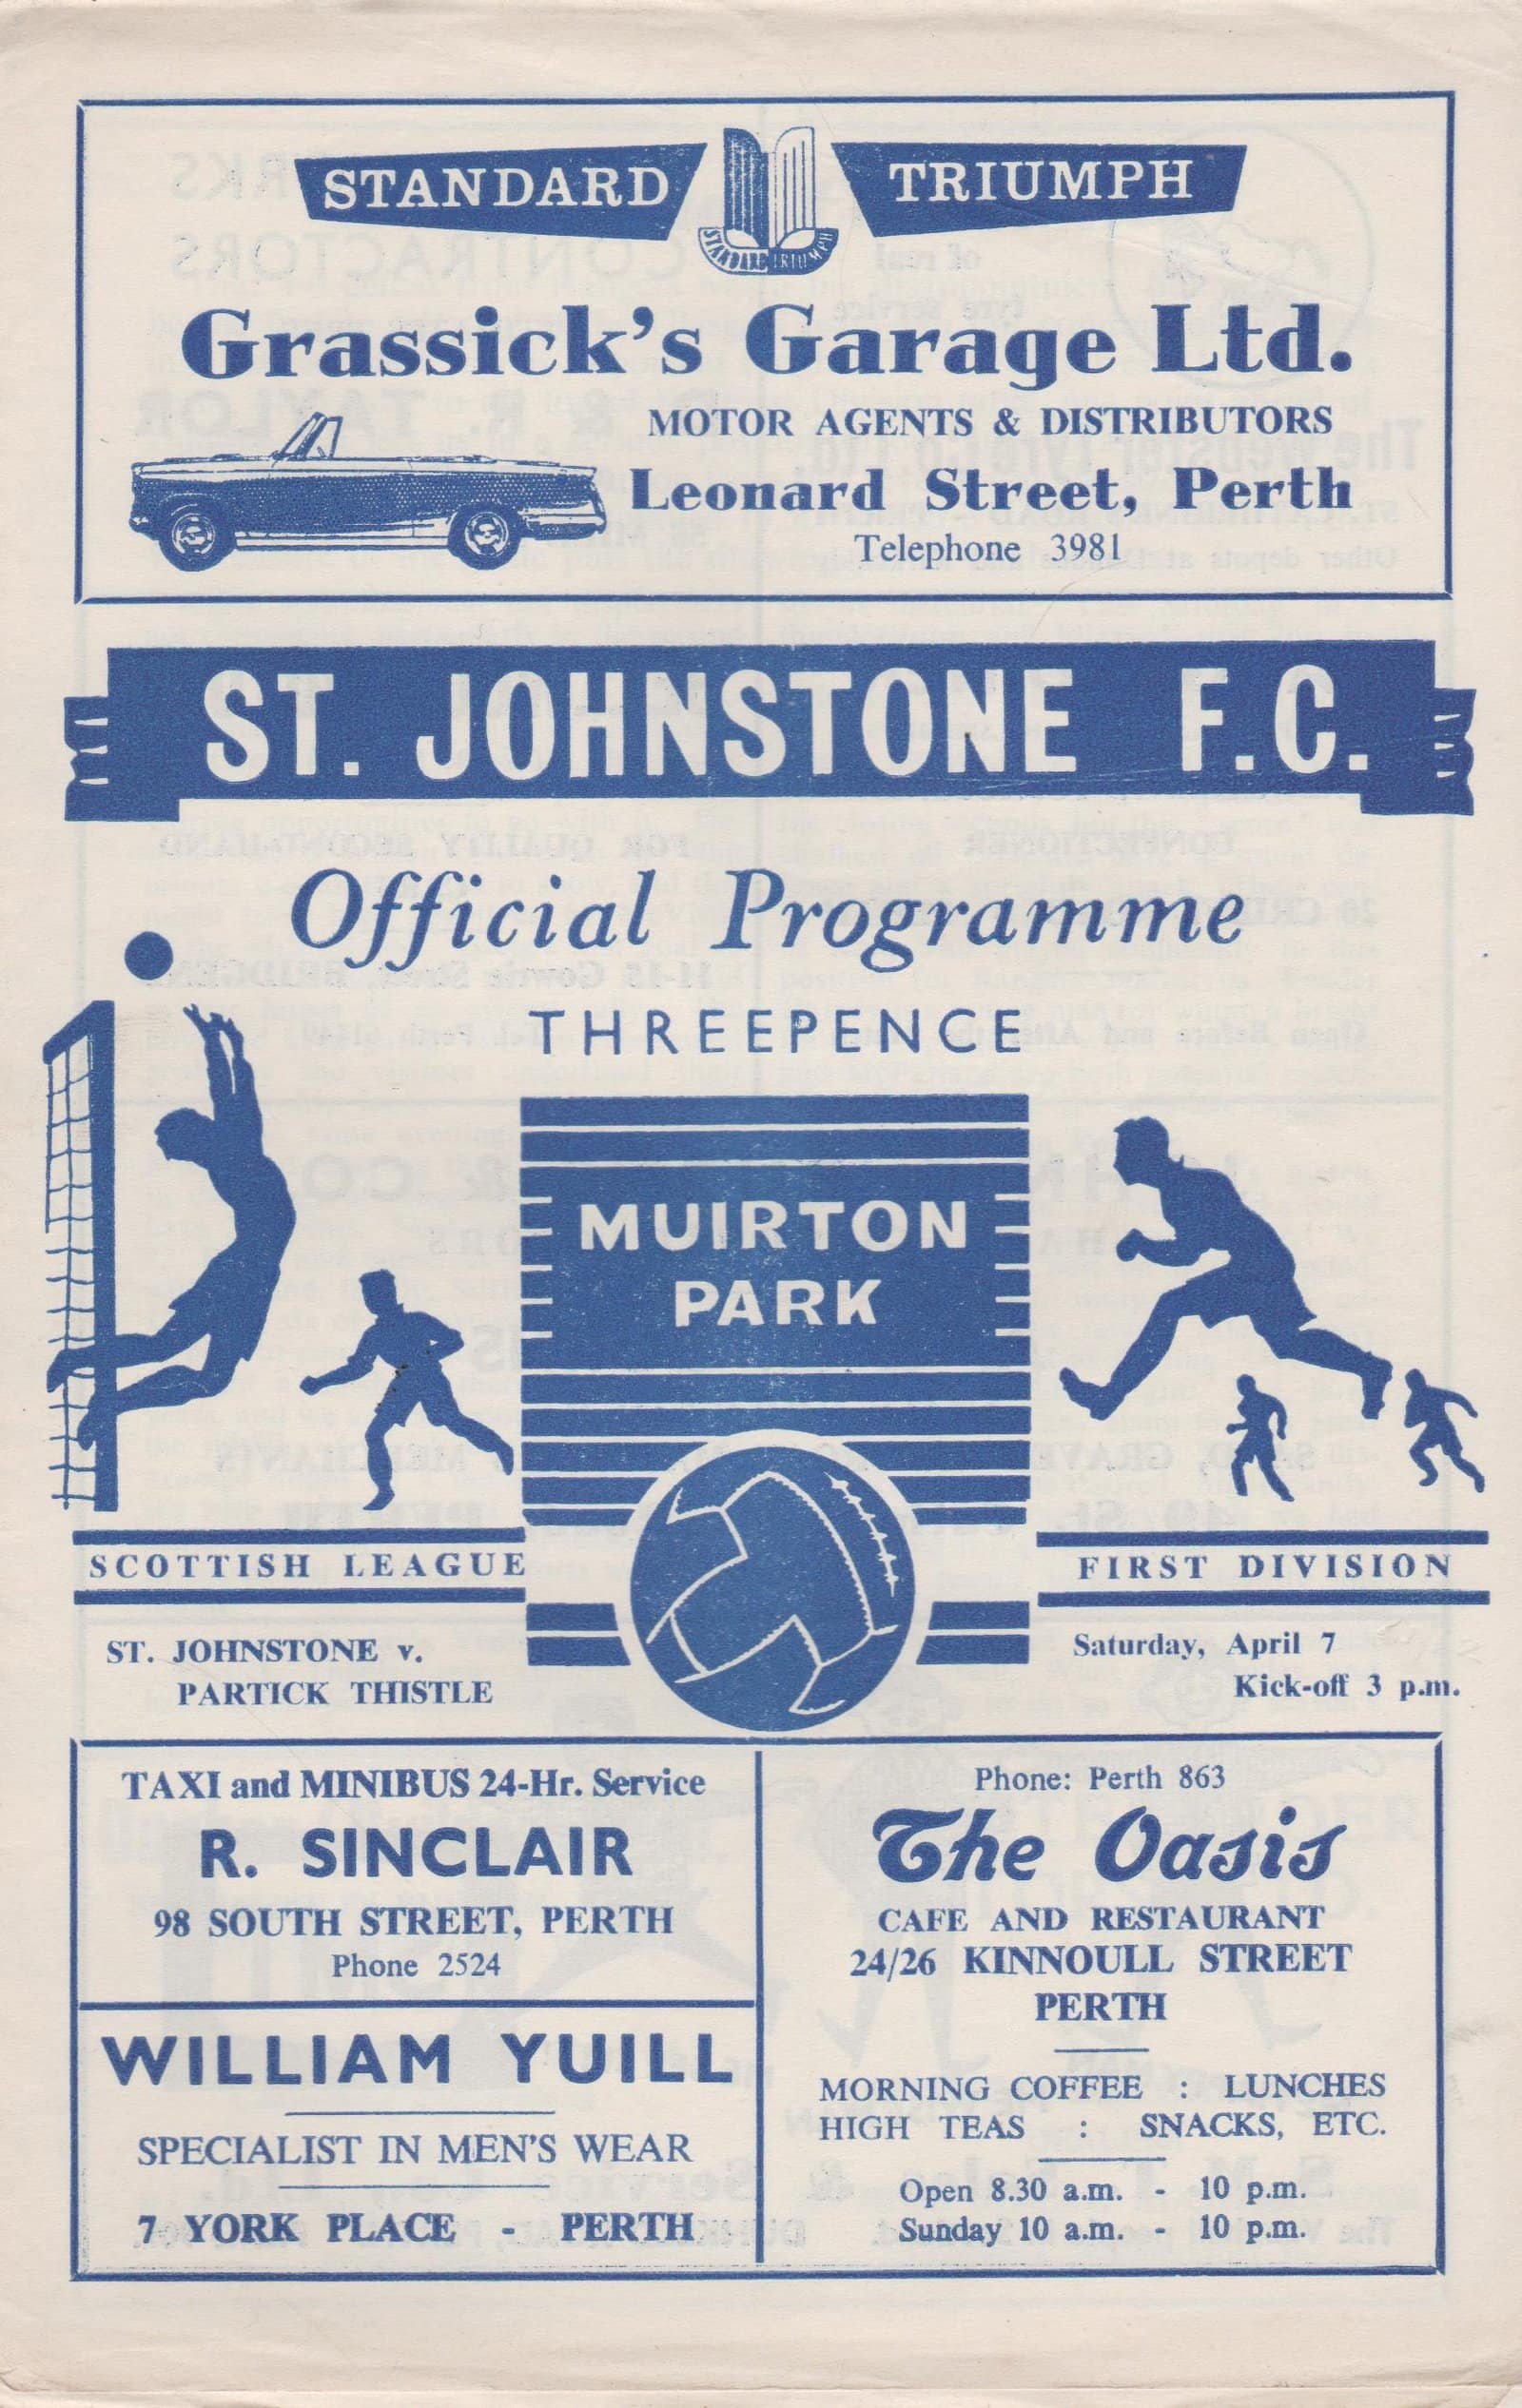 STANDARD TRIUMPH
STANDARD TRIUMPH
Grassick's Garage Ltd.
MOTOR AGENTS & DISTRIBUTORS
Leonard Street, Perth
Telephone 3981
ST. JOHNSTONE F.C.
Official Programme
THREEPENCE
MUIRTON
PARK
SCOTTISH LEAGUE
FIRST DIVISION
ST. JOHNSTONE v.
PARTICK THISTLE
Saturday, April 7
Kick-off 3 p.m.
TAXI and MINIBUS 24-Hr. Service
R. SINCLAIR
98 SOUTH STREET, PERTH
Phone 2524
WILLIAM YUILL
SPECIALIST IN MEN'S WEAR
7 YORK PLACE - PERTH
Phone: Perth 863
The Oasis
CAFE AND RESTAURANT
24/26 KINNOULL STREET
PERTH
MORNING COFFEE : LUNCHES
HIGH TEAS : SNACKS, ETC.
Open 8.30 a.m. - 10 p.m.
Sunday 10 a.m. - 10 p.m.